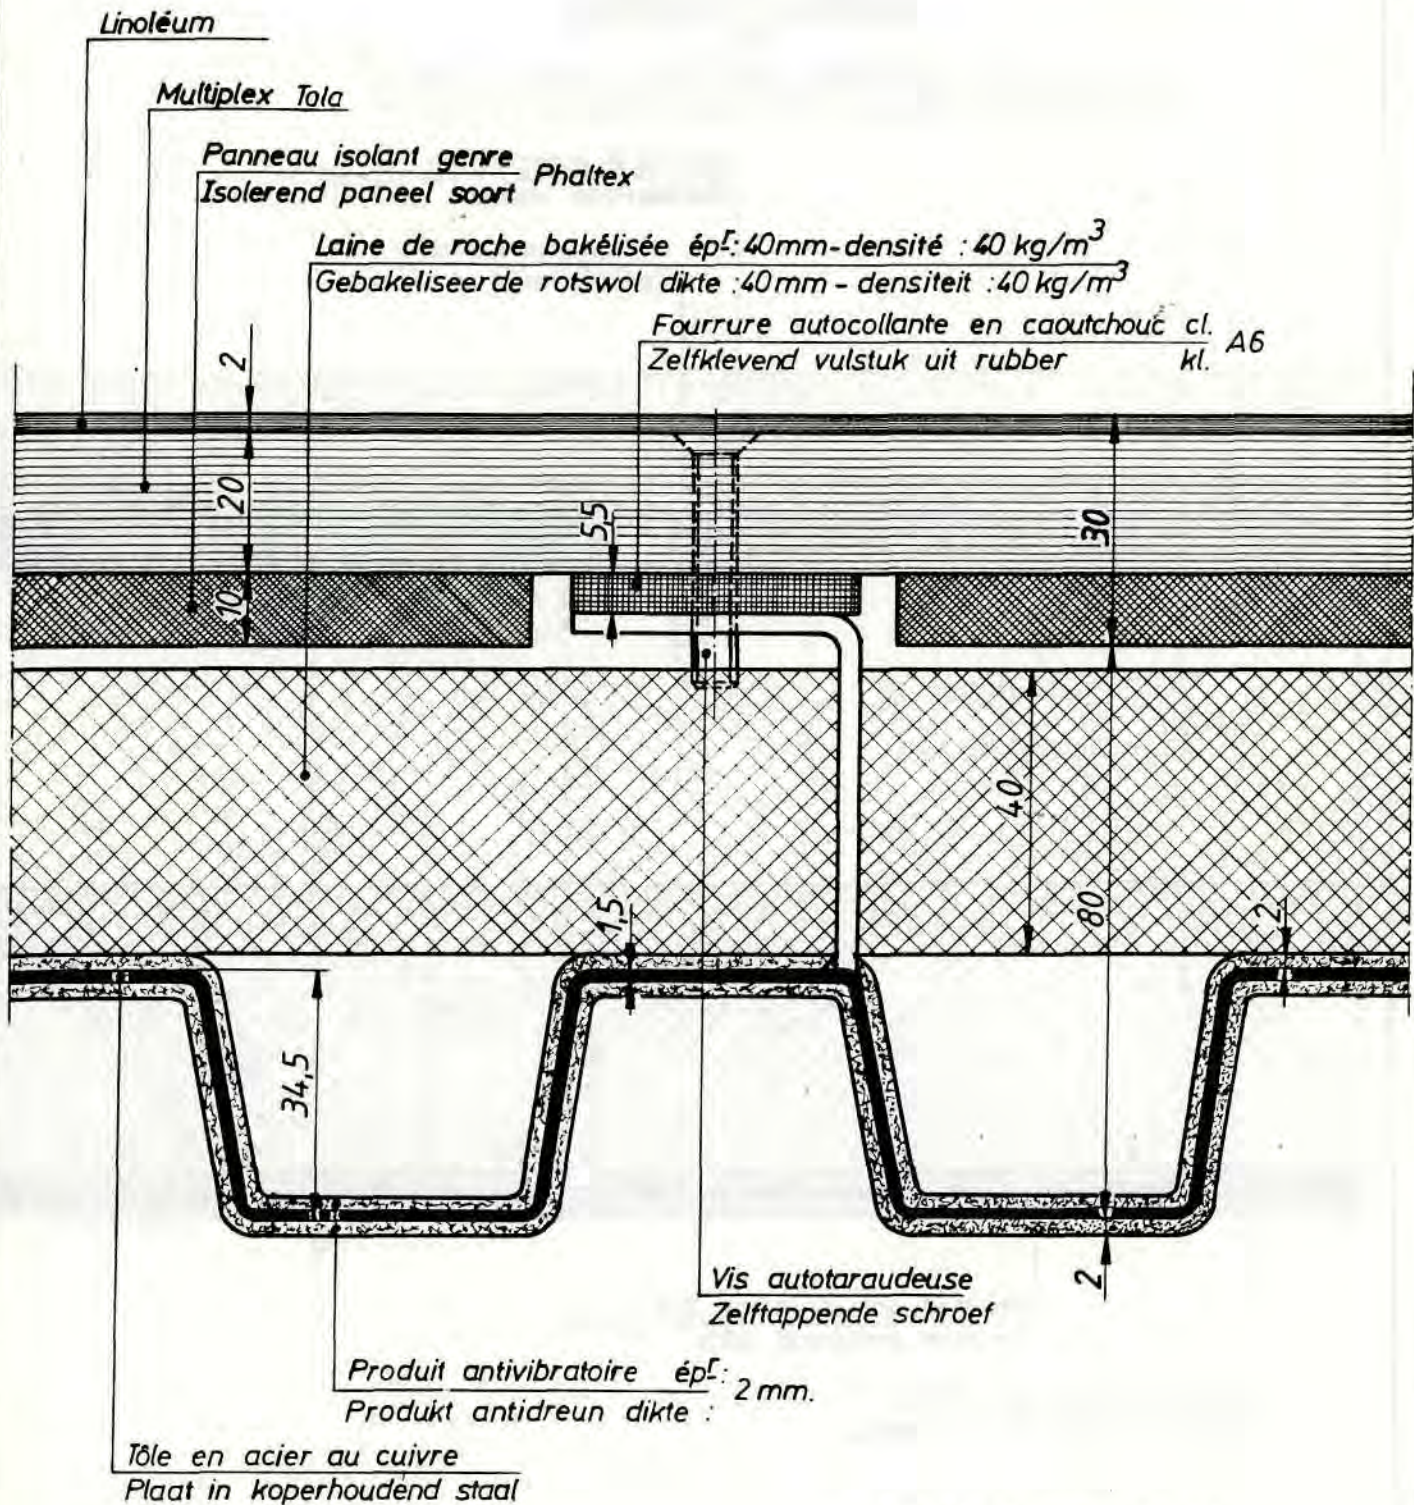 Linoléum
Multiplex Tola
Panneau isolant genre
Isolerend paneel soort
Phaltex
Laine de roche bakélisée épr: 40mm-densité : 40 kg/m3
Gebakeliseerde rotswol dikte :40mm - densiteit :40 kg/m3
Fourrure autocollante en caoutchouc cl.
Zelfklevend vulstuk uit rubber kl.
A6
2
20
5,5
30
10
40
1,5
80
2
34,5
2
Vis autotaraudeuse
Zelftappende schroef
Produit antivibratoire épr:
Produkt antidreun dikte :
2 mm.
Tôle en acier au cuivre
Plaat in koperhoudend staal